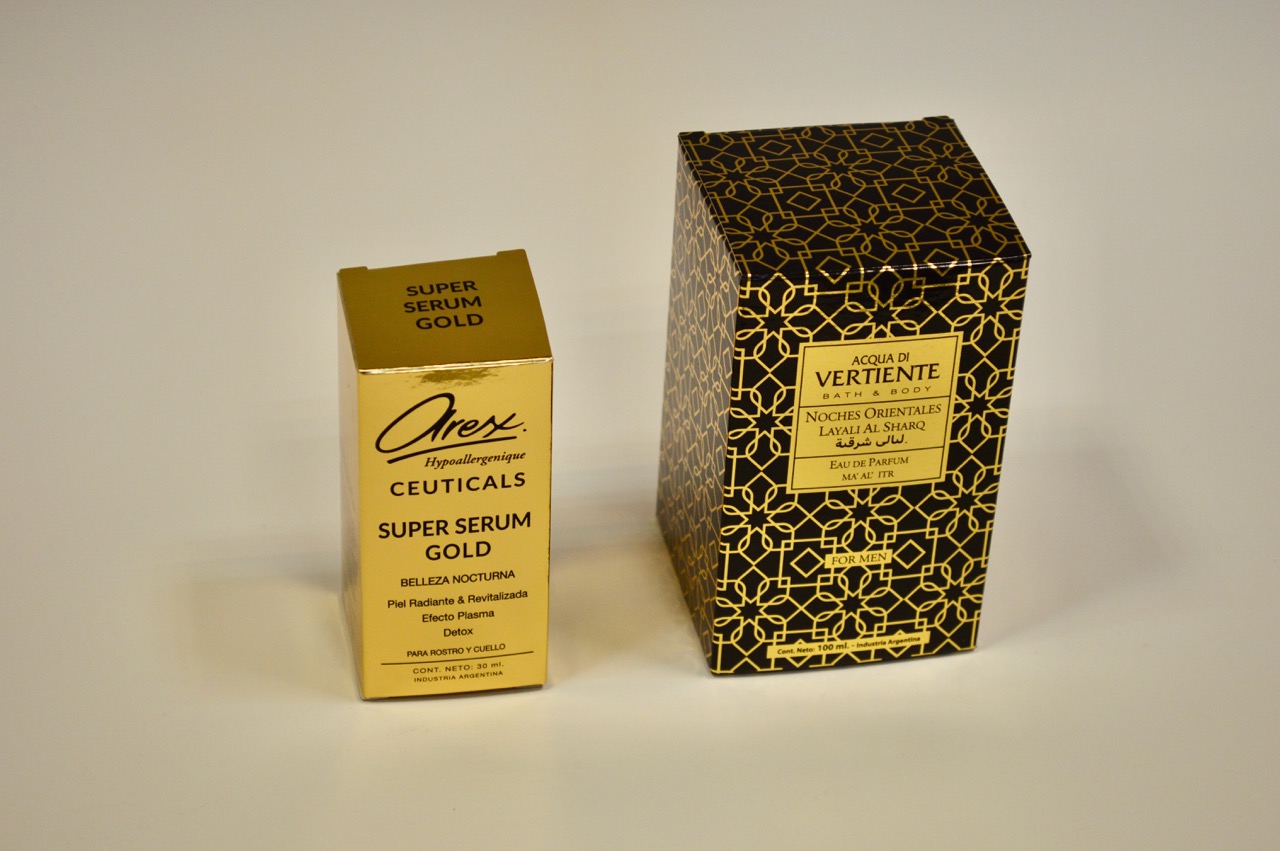 SUPER
SERUM
GOLD
Arex.
Hypoallergenique
CEUTICALS
SUPER SERUM
GOLD
BELLEZA NOCTURNA
Piel Radiante & Revitalizada
Efecto Plasma
Detox
PARA ROSTRO Y CUELLO
CONT. NETO: 30 ml.
INDUSTRIA ARGENTINA
ACQUA DI
VERTIENTE
BATH & BODY
NOCHES ORIENTALES
LAYALI AL SHARQ
ليالى شرقية.
EAU DE PARFUM
MA' AL' ITR
FOR MEN
Cont. Neto: 100 ml. - Industria Argentina